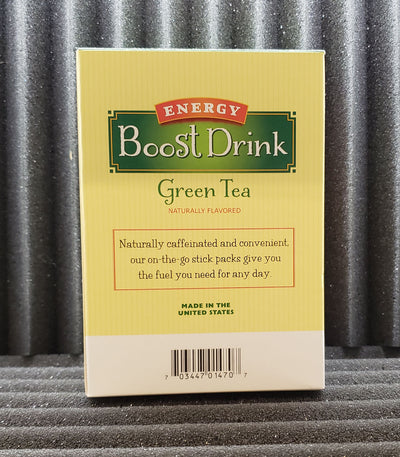 ENERGY
Boost Drink
Green Tea
NATURALLY FLAVORED
Naturally caffeinated and convenient,
our on-the-go stick packs give you
the fuel you need for any day.
MADE IN THE
UNITED STATES
7 03447 01470 7